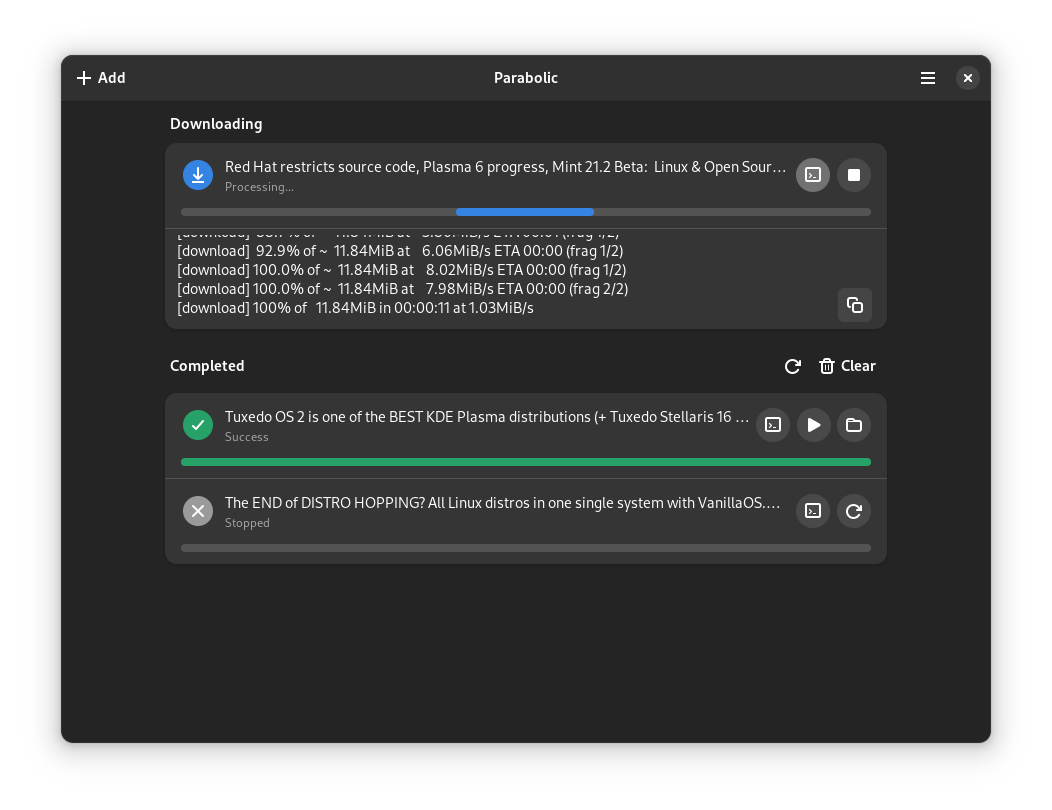 Add
Parabolic
Downloading
Red Hat restricts source code, Plasma 6 progress, Mint 21.2 Beta:  Linux & Open Sour…
Processing…
[download]  92.9% of ~  11.84MiB at    6.06MiB/s ETA 00:00 (frag 1/2)
[download] 100.0% of ~  11.84MiB at    8.02MiB/s ETA 00:00 (frag 1/2)
[download] 100.0% of ~  11.84MiB at    7.98MiB/s ETA 00:00 (frag 2/2)
[download] 100% of   11.84MiB in 00:00:11 at 1.03MiB/s
Completed
Clear
Tuxedo OS 2 is one of the BEST KDE Plasma distributions (+ Tuxedo Stellaris 16 …
Success
The END of DISTRO HOPPING? All Linux distros in one single system with VanillaOS.…
Stopped